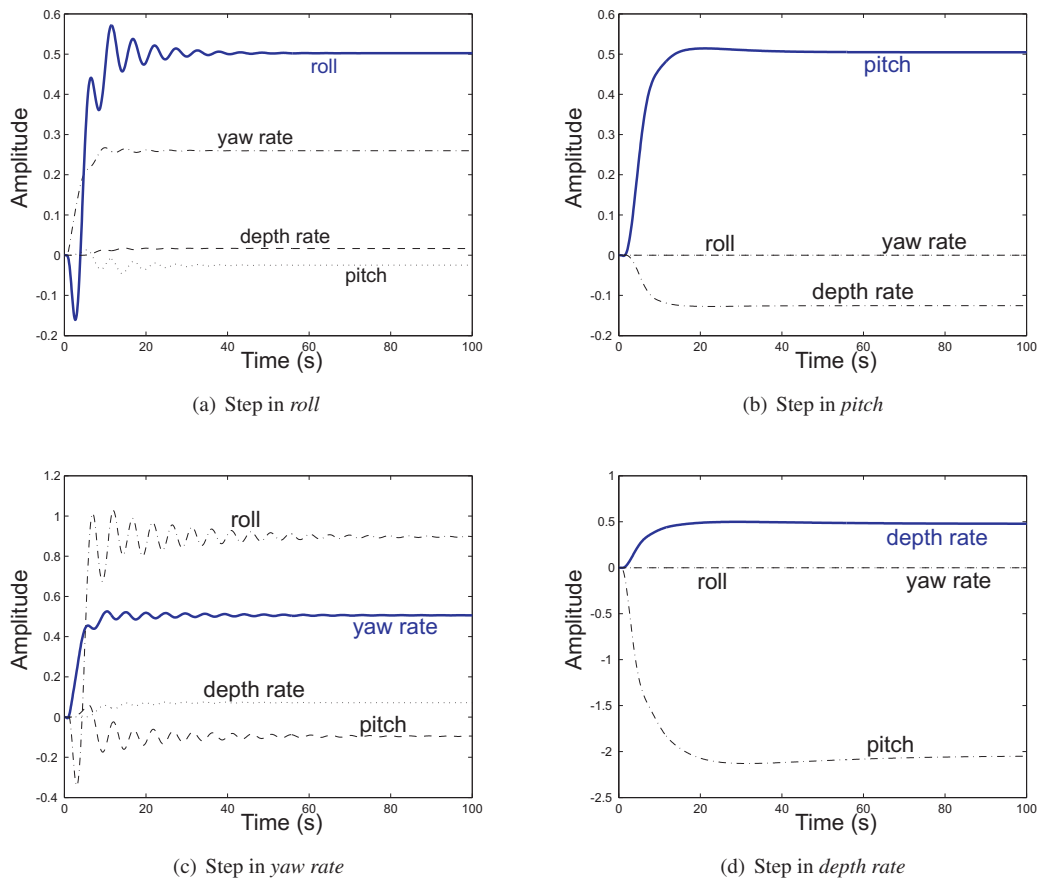 0.6
0.5
0.4
0.3
0.2
0.1
0
-0.1
0.2
Amplitude
roll
yaw rate
depth rate
pitch
0 20 40 60 80 100
Time (s)
(a) Step in roll
0.6
0.5
0.4
0.3
0.2
0.1
0
-0.1
-0.2
Amplitude
pitch
roll yaw rate
depth rate
0 20 40 60 80 100
Time (s)
(b) Step in pitch
1.2
1
0.8
0.6
0.4
0.2
0
-0.2
-0.4
Amplitude
roll
yaw rate
depth rate
pitch
0 20 40 60 80 100
Time (s)
(c) Step in yaw rate
1
0.5
0
-0.5
-1
-1.5
-2
-2.5
Amplitude
depth rate
roll yaw rate
pitch
0 20 40 60 80 100
Time (s)
(d) Step in depth rate